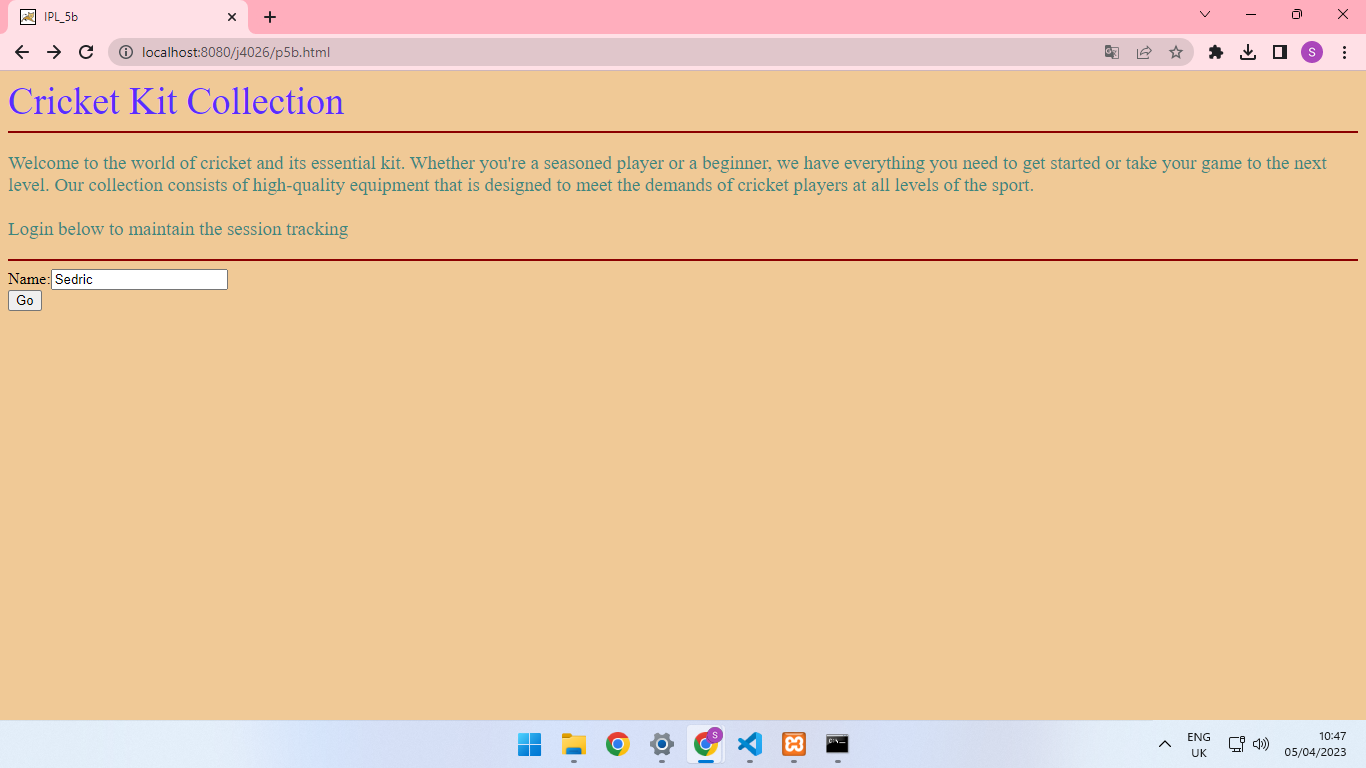 IPL_5b
localhost:8080/j4026/p5b.html
S
Cricket Kit Collection
Welcome to the world of cricket and its essential kit. Whether you're a seasoned player or a beginner, we have everything you need to get started or take your game to the next
level. Our collection consists of high-quality equipment that is designed to meet the demands of cricket players at all levels of the sport.
Login below to maintain the session tracking
Name:Sedric
Go
S
ENG
UK
10:47
05/04/2023